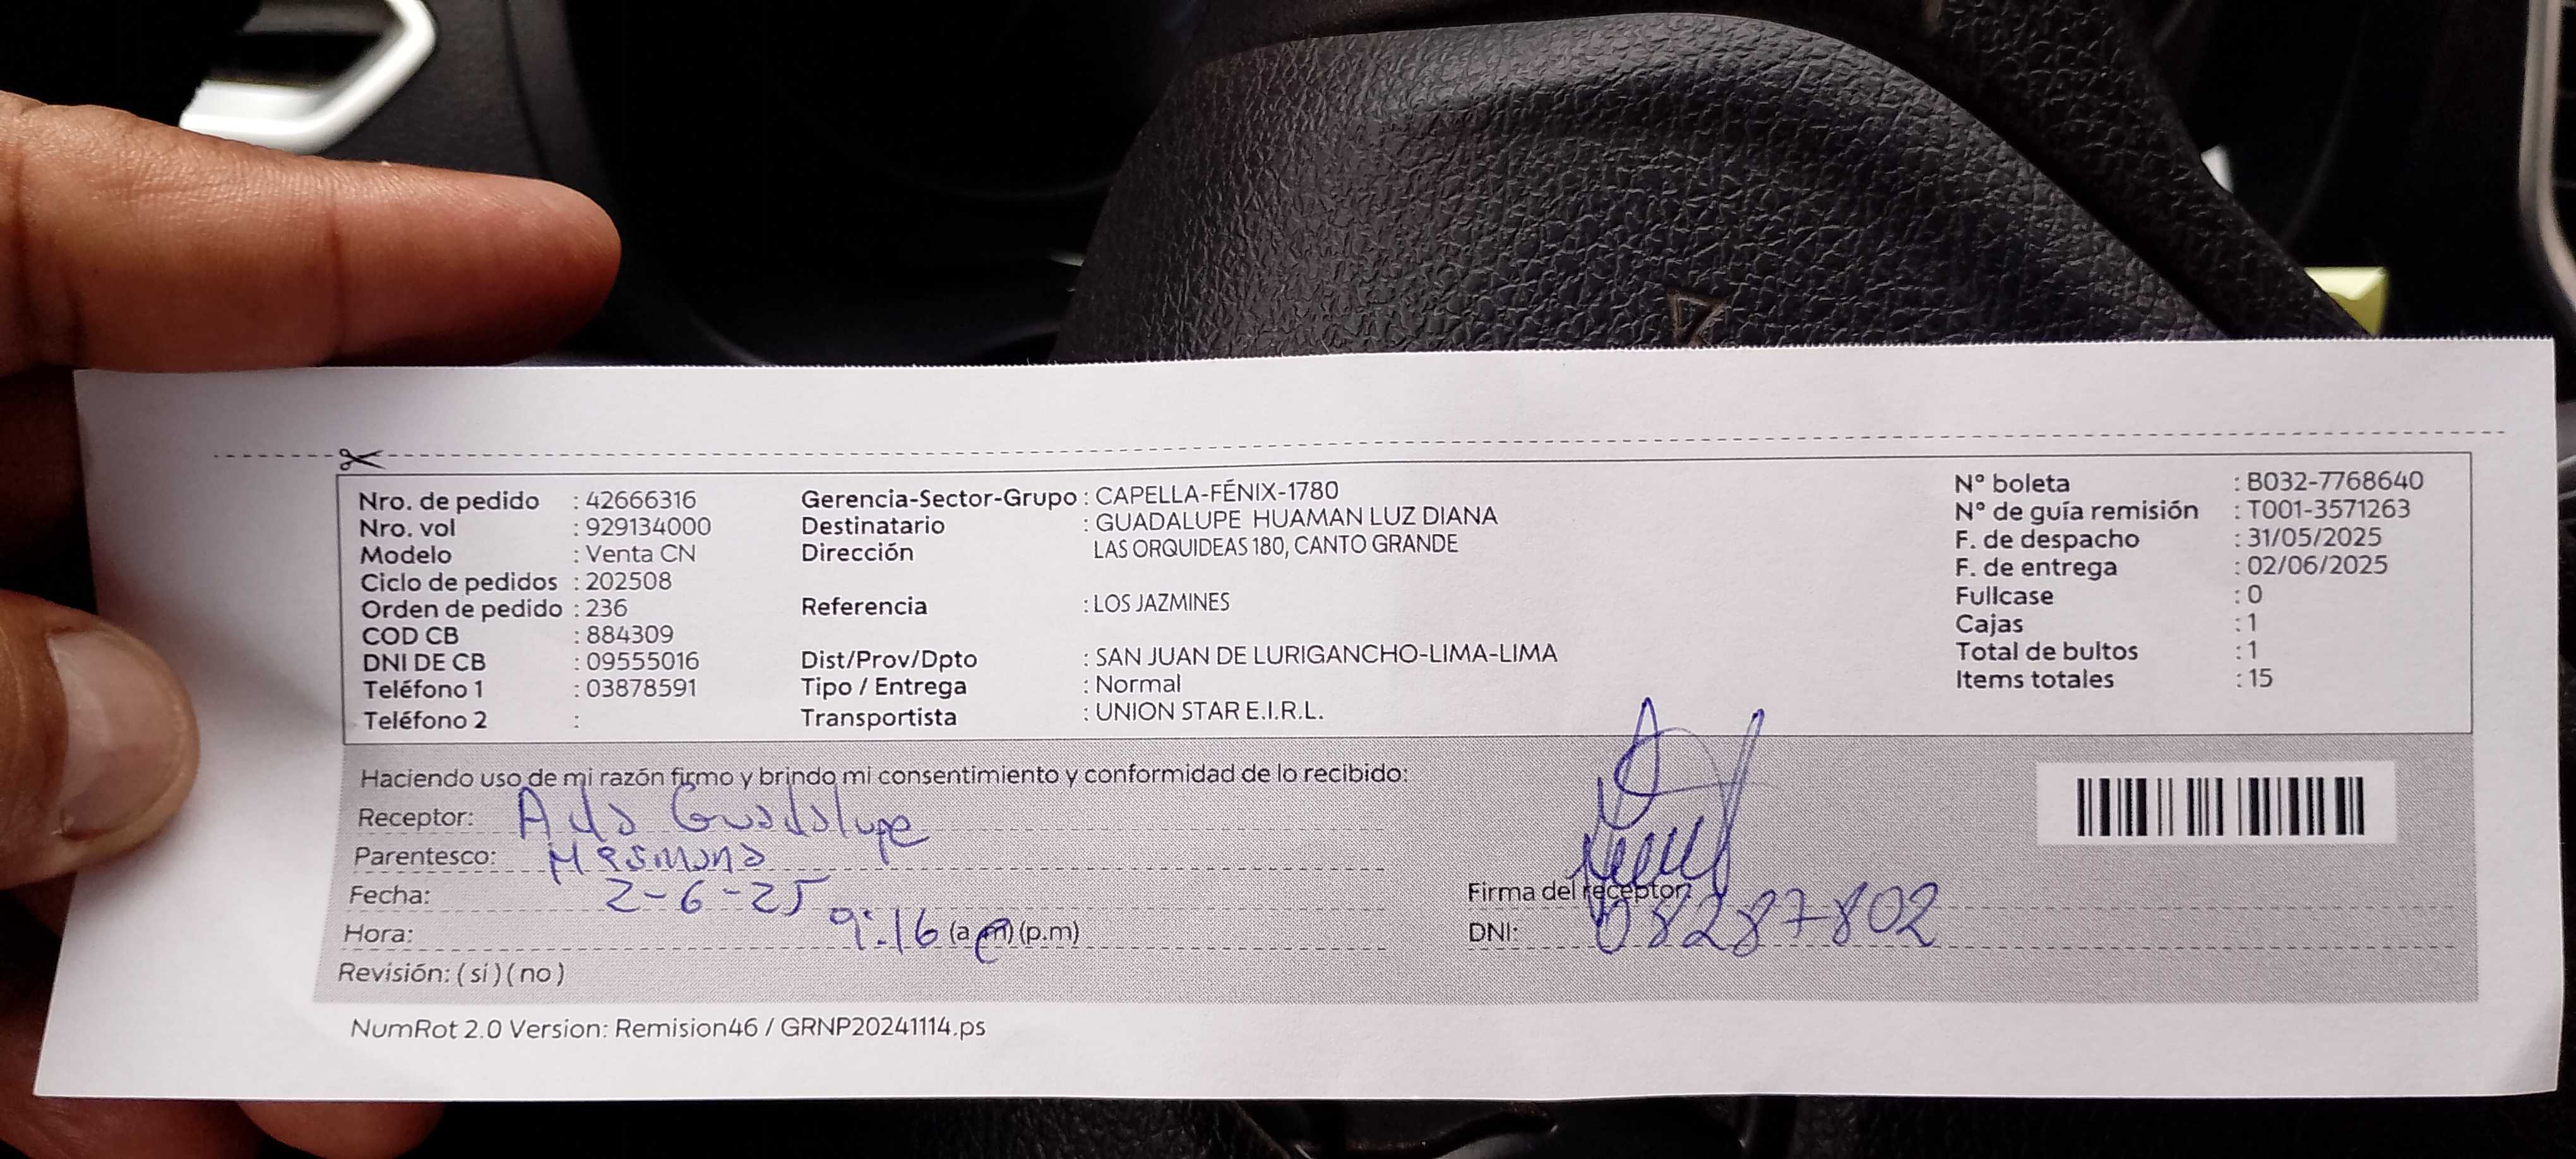 Nro. de pedido : 42666316
Nro. vol : 929134000
Modelo : Venta CN
Ciclo de pedidos : 202508
Orden de pedido : 236
COD CB : 884309
DNI DE CB : 09555016
Teléfono 1 : 03878591
Teléfono 2 :
Gerencia-Sector-Grupo : CAPELLA-FÉNIX-1780
Destinatario : GUADALUPE HUAMAN LUZ DIANA
Dirección LAS ORQUIDEAS 180, CANTO GRANDE
Referencia : LOS JAZMINES
Dist/Prov/Dpto : SAN JUAN DE LURIGANCHO-LIMA-LIMA
Tipo / Entrega : Normal
Transportista : UNION STAR E.I.R.L.
N° boleta : B032-7768640
N° de guía remisión : T001-3571263
F. de despacho : 31/05/2025
F. de entrega : 02/06/2025
Fullcase : 0
Cajas : 1
Total de bultos : 1
Items totales : 15
Haciendo uso de mi razón firmo y brindo mi consentimiento y conformidad de lo recibido:
Receptor: Ada Guadalupe
Parentesco:
Fecha: 2-6-25
Hora: 9:16 (a.m) (p.m)
Revisión: ( si ) ( no )
Firma del receptor:
DNI: 08287802
NumRot 2.0 Version: Remision46 / GRNP20241114.ps